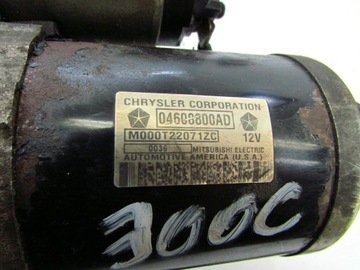 CHRYSLER CORPORATION
04608800AD
M000T22071ZC 12V
0036 MITSUBISHI ELECTRIC
AUTOMOTIVE AMERICA (U.S.A.)
300C